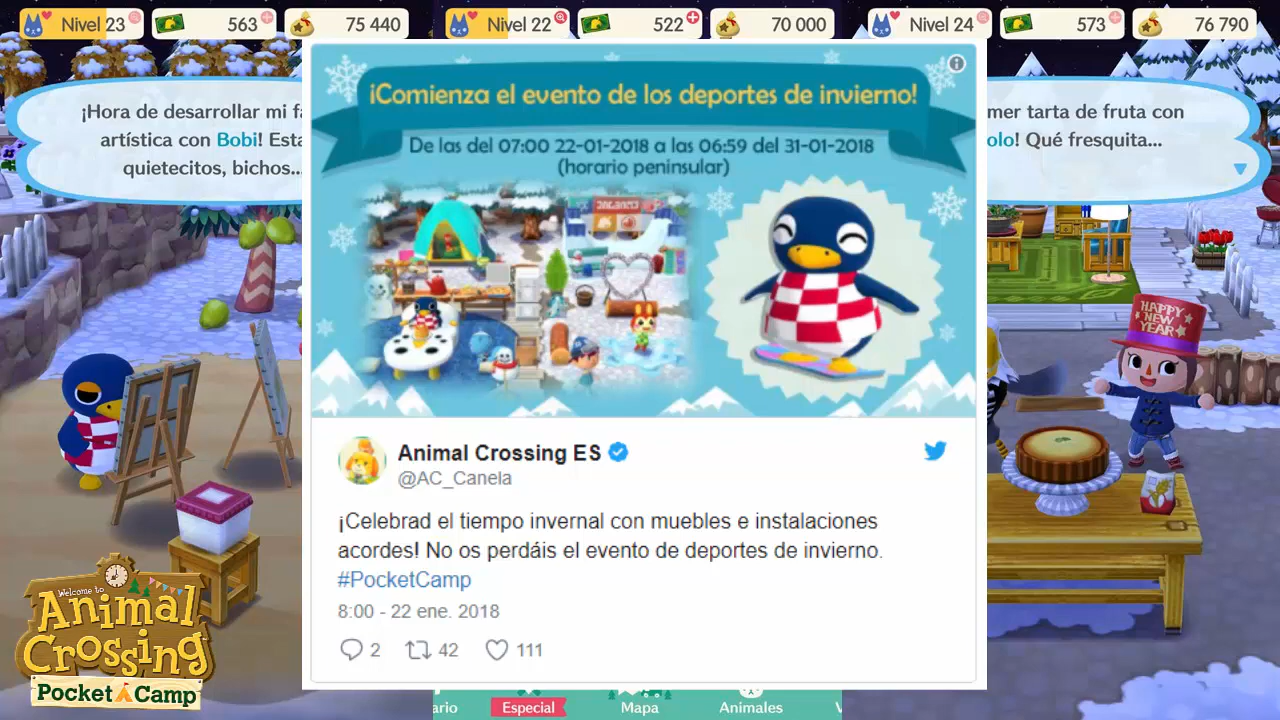 Nivel 23
563
75 440
Nivel 22
522
70 000
Nivel 24
573
76 790
¡Hora de desarrollar mi fa
artística con Bobi! Esta
quietecitos, bichos...
¡Comienza el evento de los deportes de invierno!
De las del 07:00 22-01-2018 a las 06:59 del 31-01-2018
(horario peninsular)
mer tarta de fruta con
olo! Qué fresquita...
HAPPY
NEW
YEAR
Animal Crossing ES
@AC_Canela
¡Celebrad el tiempo invernal con muebles e instalaciones
acordes! No os perdáis el evento de deportes de invierno.
#PocketCamp
8:00 - 22 ene. 2018
2
42
111
Welcome to
Animal
Crossing
Pocket Camp
ario
Especial
Mapa
Animales
V